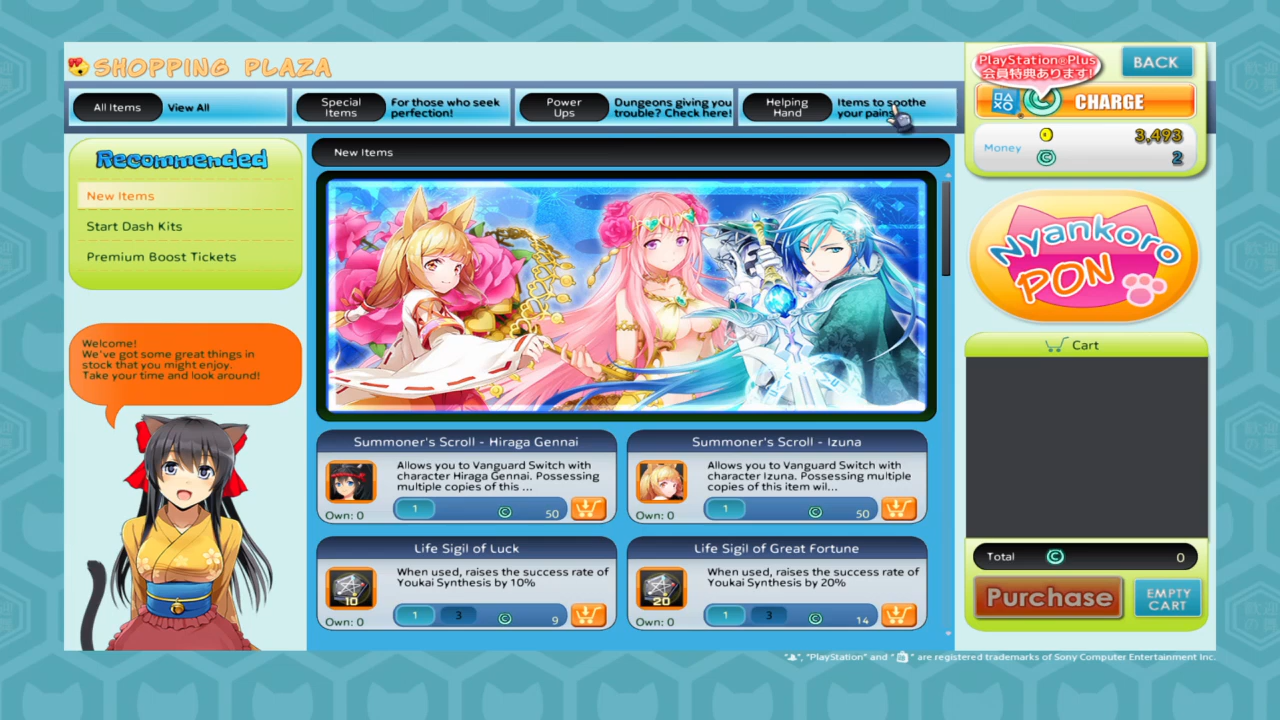 SHOPPING PLAZA
All Items
View All
Special
Items
For those who seek
perfection!
Power
Ups
Dungeons giving you
trouble? Check here!
Helping
Hand
Items to soothe
your pains
PlayStation®Plus
会員特典あります!
BACK
CHARGE
Money
3,493
2
Recommended
New Items
Start Dash Kits
Premium Boost Tickets
Welcome!
We've got some great things in
stock that you might enjoy.
Take your time and look around!
New Items
Summoner's Scroll - Hiraga Gennai
Allows you to Vanguard Switch with
character Hiraga Gennai. Possessing
multiple copies of this ...
Own: 0
1
50
Summoner's Scroll - Izuna
Allows you to Vanguard Switch with
character Izuna. Possessing multiple
copies of this item wil...
Own: 0
1
50
Life Sigil of Luck
When used, raises the success rate of
Youkai Synthesis by 10%
10
Own: 0
1 3
9
Life Sigil of Great Fortune
When used, raises the success rate of
Youkai Synthesis by 20%
20
Own: 0
1 3
14
Nyankoro
PON
Cart
Total
0
Purchase
EMPTY
CART
" ", "PlayStation" and " " are registered trademarks of Sony Computer Entertainment Inc.